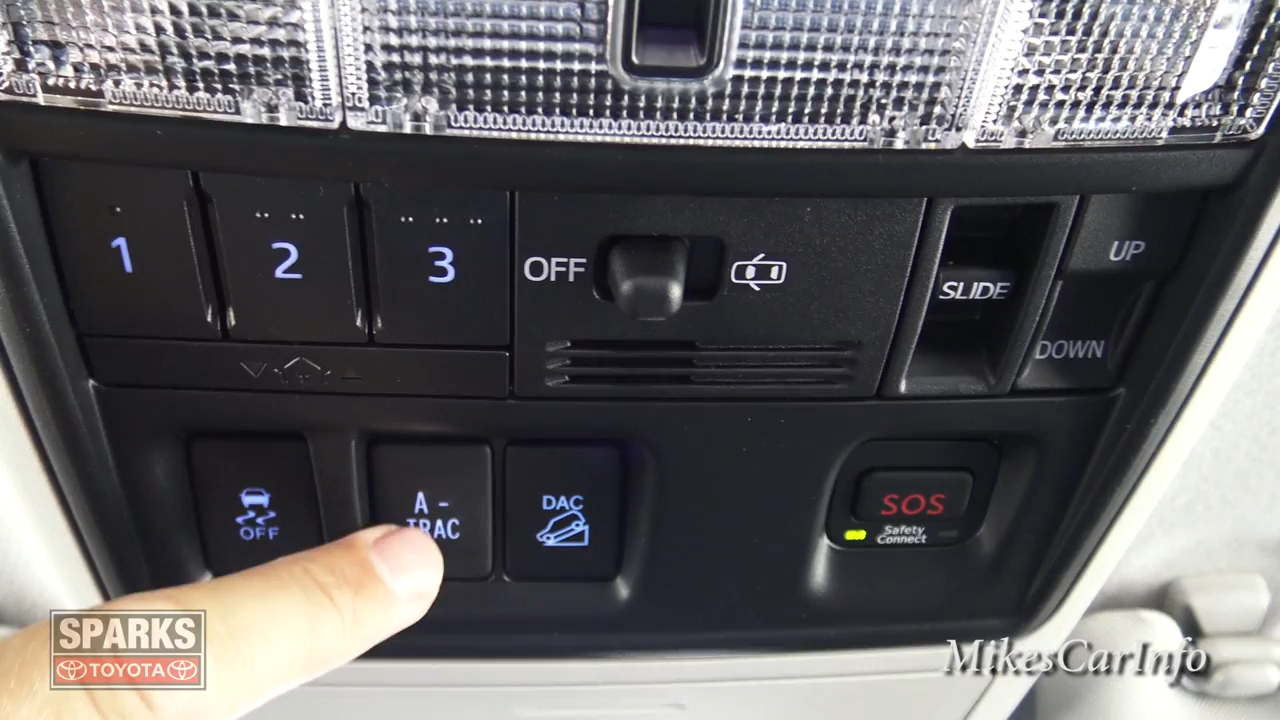 1
2
3
OFF
SLIDE
UP
DOWN
OFF
A -
TRAC
DAC
SOS
Safety
Connect
SPARKS
TOYOTA
MikesCarInfo